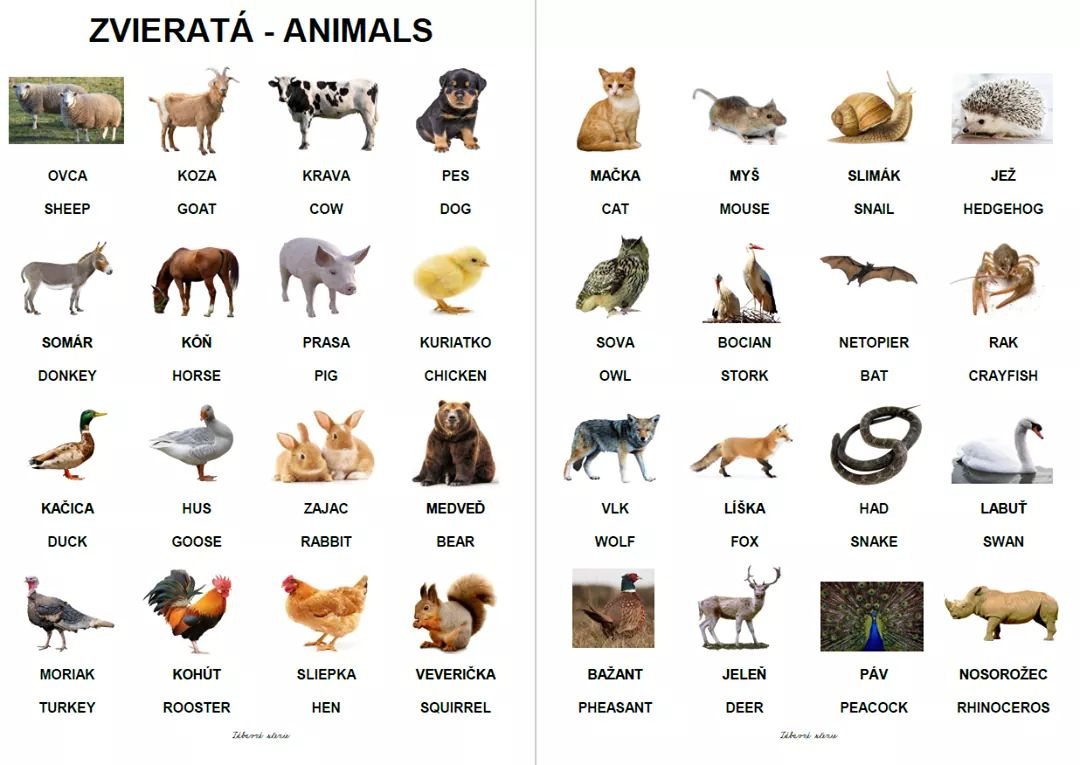 ZVIERATÁ - ANIMALS
OVCA KOZA KRAVA PES
SHEEP GOAT COW DOG
SOMÁR KÔŇ PRASA KURIATKO
DONKEY HORSE PIG CHICKEN
KAČICA HUS ZAJAC MEDVEĎ
DUCK GOOSE RABBIT BEAR
MORIAK KOHÚT SLIEPKA VEVERIČKA
TURKEY ROOSTER HEN SQUIRREL
MAČKA MYŠ SLIMÁK JEŽ
CAT MOUSE SNAIL HEDGEHOG
SOVA BOCIAN NETOPIER RAK
OWL STORK BAT CRAYFISH
VLK LÍŠKA HAD LABUŤ
WOLF FOX SNAKE SWAN
BAŽANT JELEŇ PÁV NOSOROŽEC
PHEASANT DEER PEACOCK RHINOCEROS